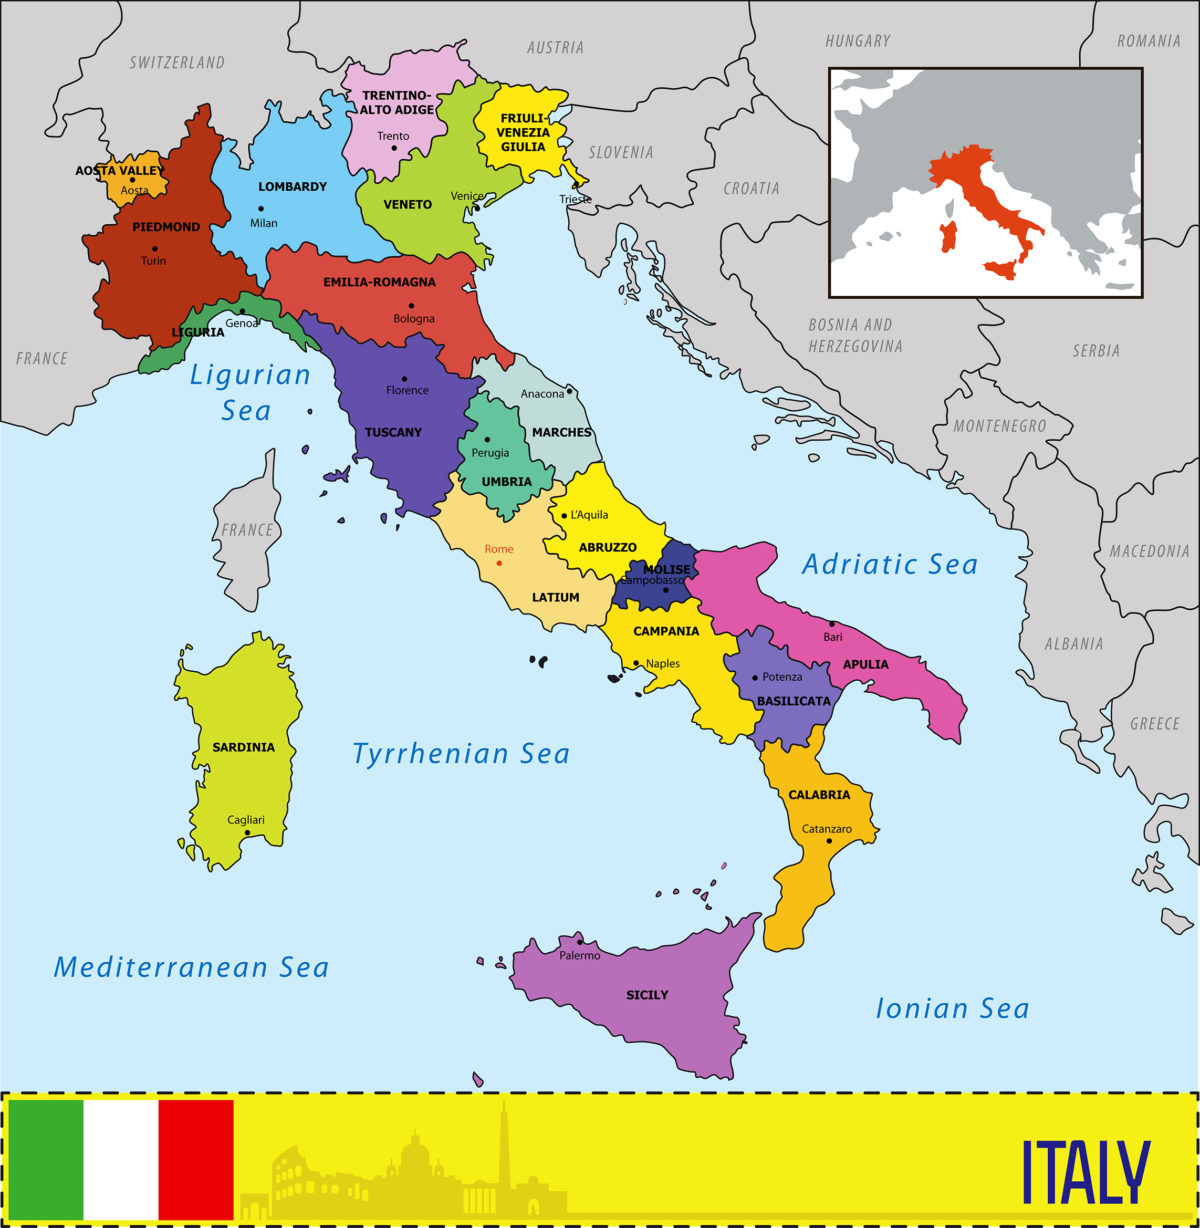 SWITZERLAND
AUSTRIA
HUNGARY
ROMANIA
TRENTINO-
ALTO ADIGE
Trento
FRIULI-
VENEZIA
GIULIA
SLOVENIA
CROATIA
AOSTA VALLEY
Aosta
LOMBARDY
Milan
VENETO
Venice
Trieste
PIEDMOND
Turin
EMILIA-ROMAGNA
Bologna
LIGURIA
Genoa
FRANCE
Ligurian
Sea
BOSNIA AND
HERZEGOVINA
SERBIA
Florence
TUSCANY
Anacona
MARCHES
Perugia
UMBRIA
MONTENEGRO
FRANCE
L'Aquila
ABRUZZO
Rome
LATIUM
MOLISE
Campobasso
Adriatic Sea
MACEDONIA
ALBANIA
GREECE
CAMPANIA
Naples
Bari
APULIA
Potenza
BASILICATA
SARDINIA
Cagliari
Tyrrhenian Sea
CALABRIA
Catanzaro
Mediterranean Sea
Palermo
SICILY
Ionian Sea
ITALY